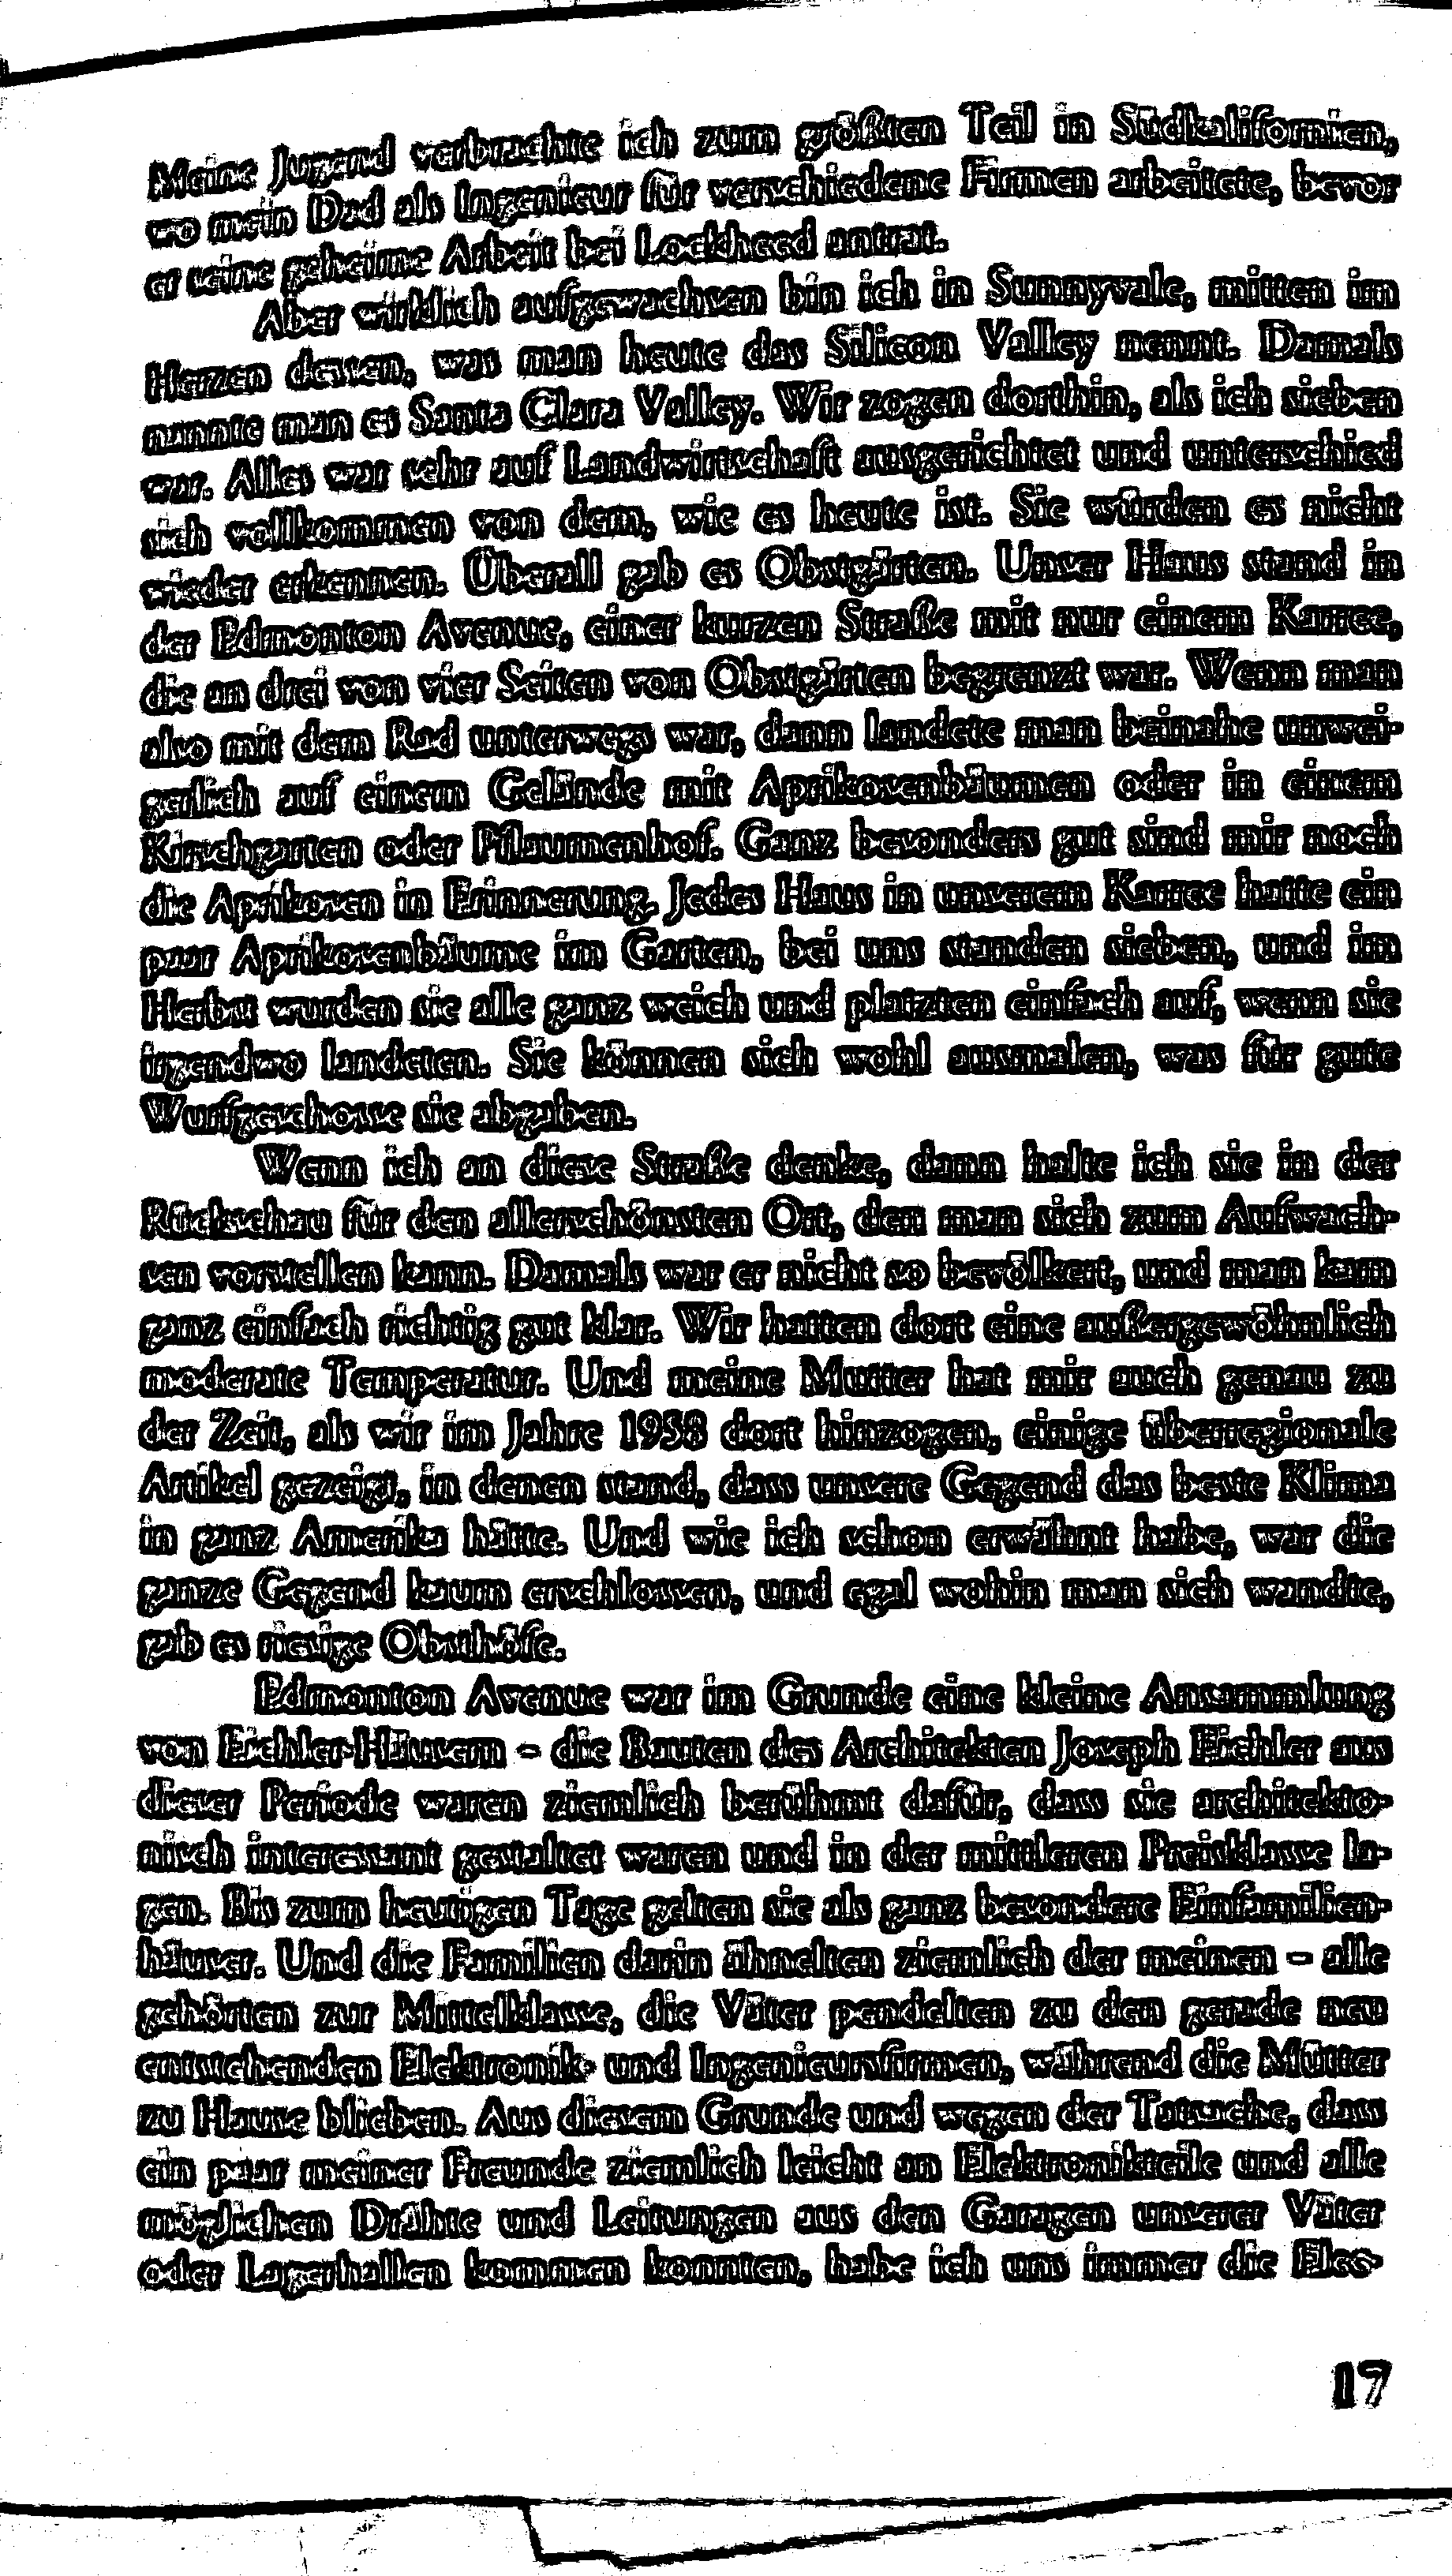 Meine Jugend verbrachte ich zum größten Teil in Südkalifornien,
wo mein Dad als Ingenieur für verschiedene Firmen arbeitete, bevor
er seine geheime Arbeit bei Lockheed antrat.
Aber wirklich aufgewachsen bin ich in Sunnyvale, mitten im
Herzen dessen, was man heute das Silicon Valley nennt. Damals
nannte man es Santa Clara Valley. Wir zogen dorthin, als ich sieben
war. Alles war sehr auf Landwirtschaft ausgerichtet und unterschied
sich vollkommen von dem, wie es heute ist. Sie würden es nicht
wieder erkennen. Überall gab es Obstgärten. Unser Haus stand in
der Edmonton Avenue, einer kurzen Straße mit nur einem Karree,
die an drei von vier Seiten von Obstgärten begrenzt war. Wenn man
also mit dem Rad unterwegs war, dann landete man beinahe unwei-
gerlich auf einem Gelände mit Aprikosenbäumen oder in einem
Kirschgarten oder Pflaumenhof. Ganz besonders gut sind mir noch
die Aprikosen in Erinnerung. Jedes Haus in unserem Karree hatte ein
paar Aprikosenbäume im Garten, bei uns standen sieben, und im
Herbst wurden sie alle ganz weich und platzten einfach auf, wenn sie
irgendwo landeten. Sie können sich wohl ausmalen, was für gute
Wurfgeschosse sie abgaben.
Wenn ich an diese Straße denke, dann halte ich sie in der
Rückschau für den allerschönsten Ort, den man sich zum Aufwach-
sen vorstellen kann. Damals war er nicht so bevölkert, und man kam
ganz einfach richtig gut klar. Wir hatten dort eine außergewöhnlich
moderate Temperatur. Und meine Mutter hat mir auch genau zu
der Zeit, als wir im Jahre 1958 dort hinzogen, einige überregionale
Artikel gezeigt, in denen stand, dass unsere Gegend das beste Klima
in ganz Amerika hätte. Und wie ich schon erwähnt habe, war die
ganze Gegend kaum erschlossen, und egal wohin man sich wandte,
gab es riesige Obsthöfe.
Edmonton Avenue war im Grunde eine kleine Ansammlung
von Eichler-Häusern – die Bauten des Architekten Joseph Eichler aus
dieser Periode waren ziemlich berühmt dafür, dass sie architekto-
nisch interessant gestaltet waren und in der mittleren Preisklasse la-
gen. Bis zum heutigen Tage gelten sie als ganz besondere Einfamilien-
häuser. Und die Familien darin ähnelten ziemlich der meinen – alle
gehörten zur Mittelklasse, die Väter pendelten zu den gerade neu
entstehenden Elektronik- und Ingenieursfirmen, während die Mütter
zu Hause blieben. Aus diesem Grunde und wegen der Tatsache, dass
ein paar meiner Freunde ziemlich leicht an Elektronikteile und alle
möglichen Drähte und Leitungen aus den Garagen unserer Väter
oder Lagerhallen kommen konnten, habe ich uns immer die Elec-
17